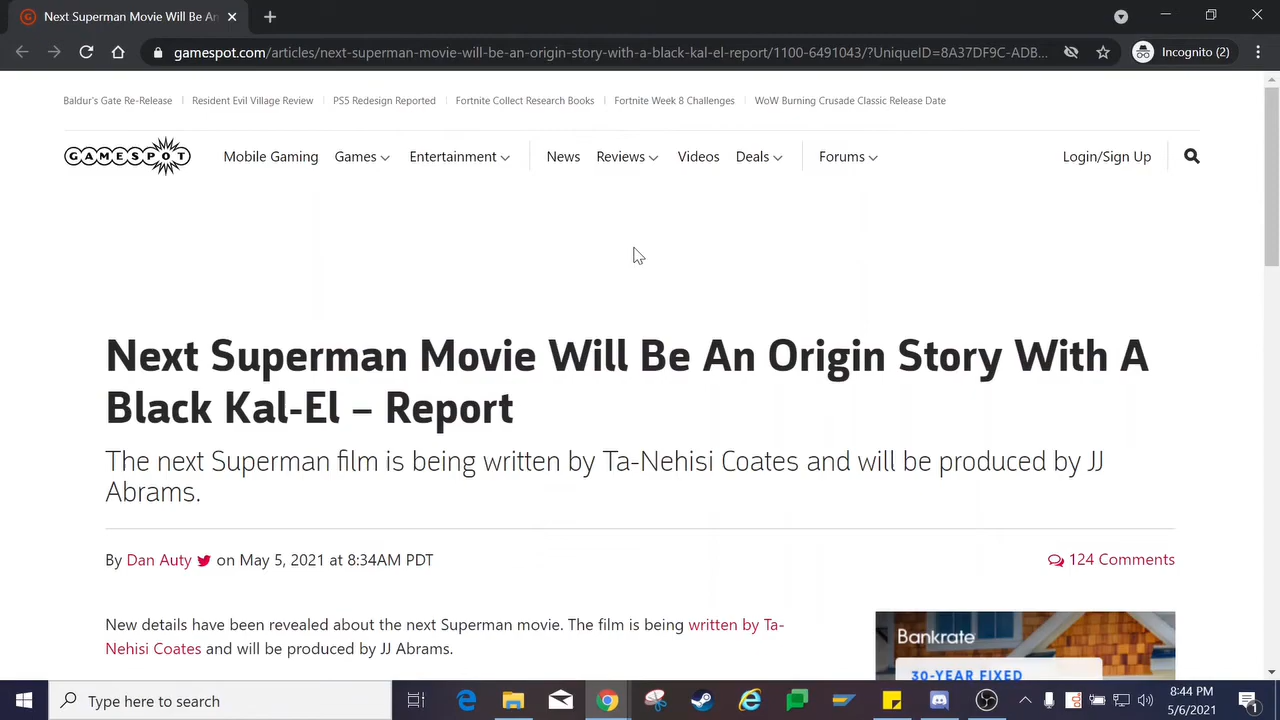 Next Superman Movie Will Be An
gamespot.com/articles/next-superman-movie-will-be-an-origin-story-with-a-black-kal-el-report/1100-6491043/?UniqueID=8A37DF9C-ADB...
Incognito (2)
Baldur's Gate Re-Release
Resident Evil Village Review
PS5 Redesign Reported
Fortnite Collect Research Books
Fortnite Week 8 Challenges
WoW Burning Crusade Classic Release Date
GAMESPOT
Mobile Gaming
Games
Entertainment
News
Reviews
Videos
Deals
Forums
Login/Sign Up
Next Superman Movie Will Be An Origin Story With A
Black Kal-El – Report
The next Superman film is being written by Ta-Nehisi Coates and will be produced by JJ
Abrams.
By Dan Auty on May 5, 2021 at 8:34AM PDT
124 Comments
New details have been revealed about the next Superman movie. The film is being written by Ta-
Nehisi Coates and will be produced by JJ Abrams.
Bankrate
30-YEAR FIXED
Type here to search
8:44 PM
5/6/2021
1